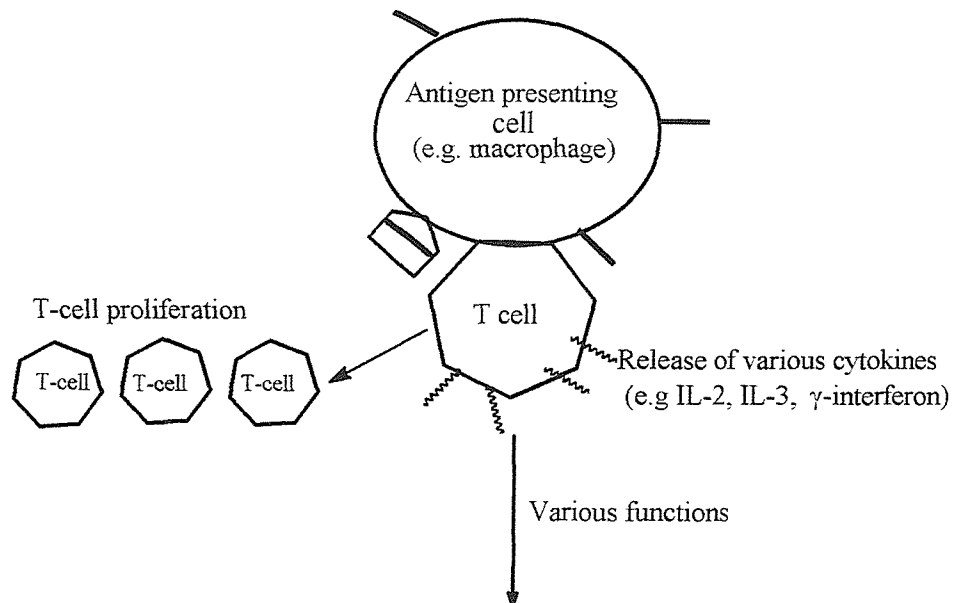 Antigen presenting
cell
(e.g. macrophage)
T cell
T-cell proliferation
T-cell
T-cell
T-cell
Release of various cytokines
(e.g IL-2, IL-3, γ-interferon)
Various functions